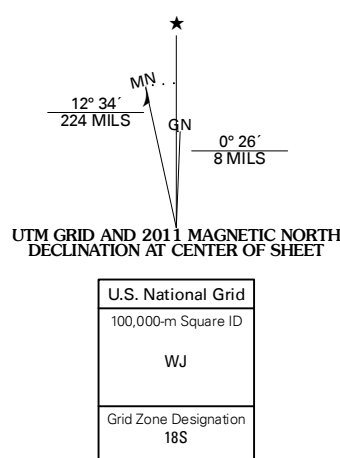 ★
MN
12° 34´
224 MILS
GN
0° 26´
8 MILS
UTM GRID AND 2011 MAGNETIC NORTH
DECLINATION AT CENTER OF SHEET
U.S. National Grid
100,000-m Square ID
WJ
Grid Zone Designation
18S